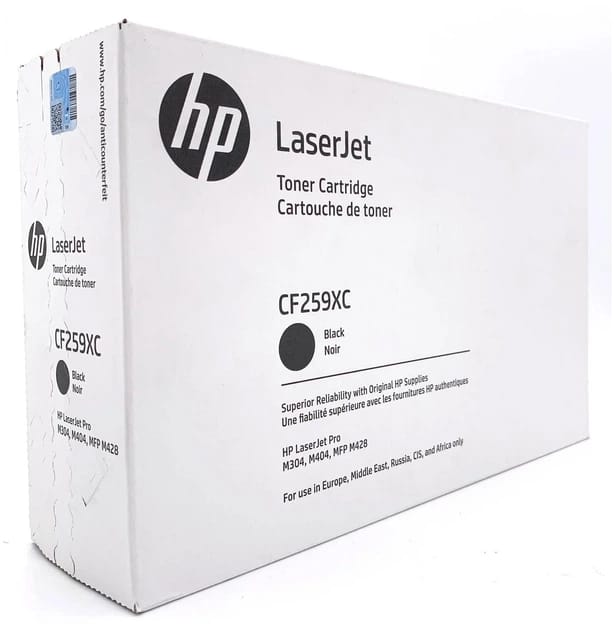 www.hp.com/go/anticounterfeit
hp
LaserJet
Toner Cartridge
Cartouche de toner
CF259XC
Black
Noir
HP LaserJet Pro
M304, M404, MFP M428
hp
LaserJet
Toner Cartridge
Cartouche de toner
CF259XC
Black
Noir
Superior Reliability with Original HP Supplies
Une fiabilité supérieure avec les fournitures HP authentiques
HP LaserJet Pro
M304, M404, MFP M428
For use in Europe, Middle East, Russia, CIS, and Africa only